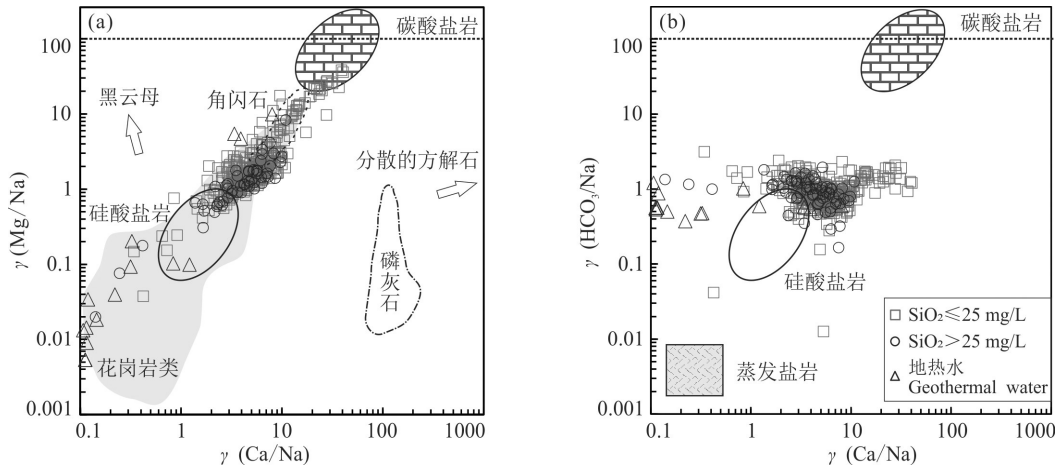 (a)
碳酸盐岩
100
黑云母
角闪石
10
分散的方解石
1
硅酸盐岩
0.1
磷灰石
0.01
花岗岩类
0.001
0.1 1 10 100 1000
γ (Ca/Na)
γ (Mg/Na)
(b)
碳酸盐岩
100
10
1
0.1
硅酸盐岩
0.01
蒸发盐岩
0.001
SiO₂≤25 mg/L
SiO₂>25 mg/L
地热水
Geothermal water
0.1 1 10 100 1000
γ (Ca/Na)
γ (HCO₃/Na)